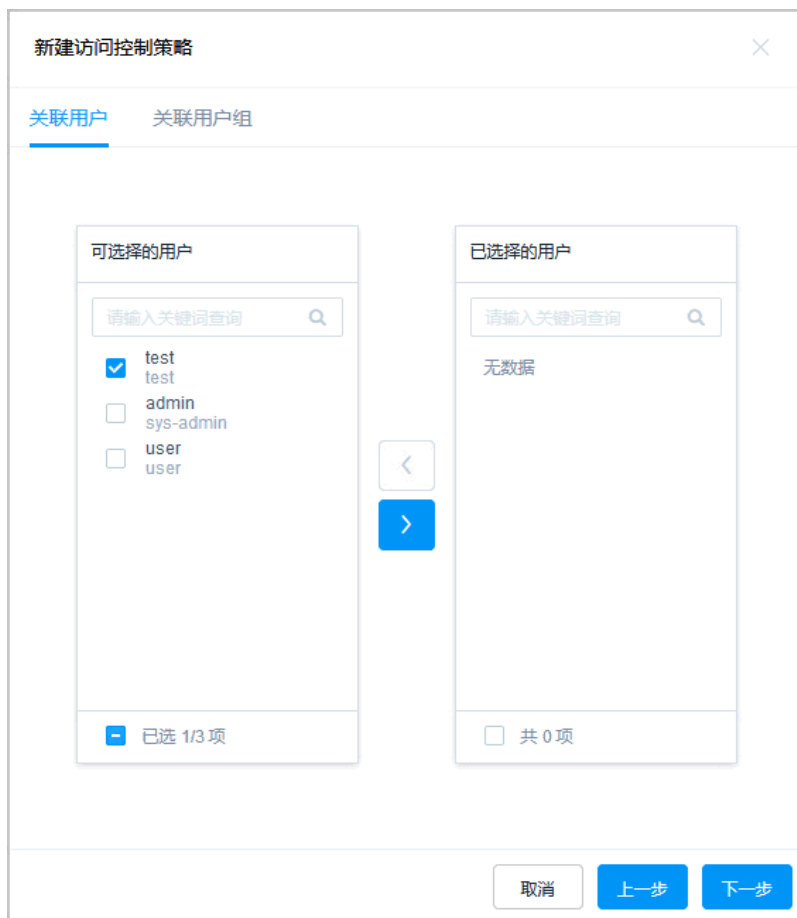 新建访问控制策略
关联用户 关联用户组
可选择的用户
请输入关键词查询
test
test
admin
sys-admin
user
user
已选 1/3 项
已选择的用户
请输入关键词查询
无数据
共 0 项
取消 上一步 下一步